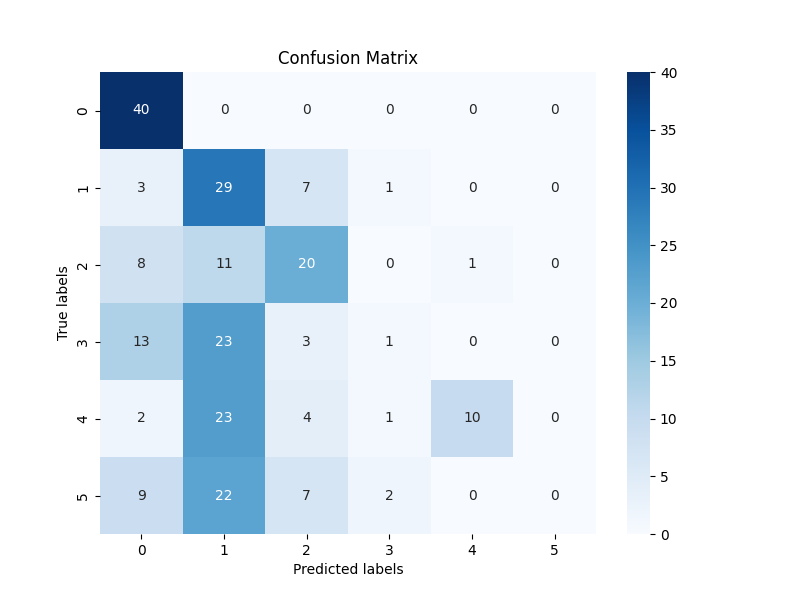 Confusion Matrix
0 40 0 0 0 0 0
1 3 29 7 1 0 0
2 8 11 20 0 1 0
3 13 23 3 1 0 0
4 2 23 4 1 10 0
5 9 22 7 2 0 0
0 1 2 3 4 5
Predicted labels
True labels
40
35
30
25
20
15
10
5
0